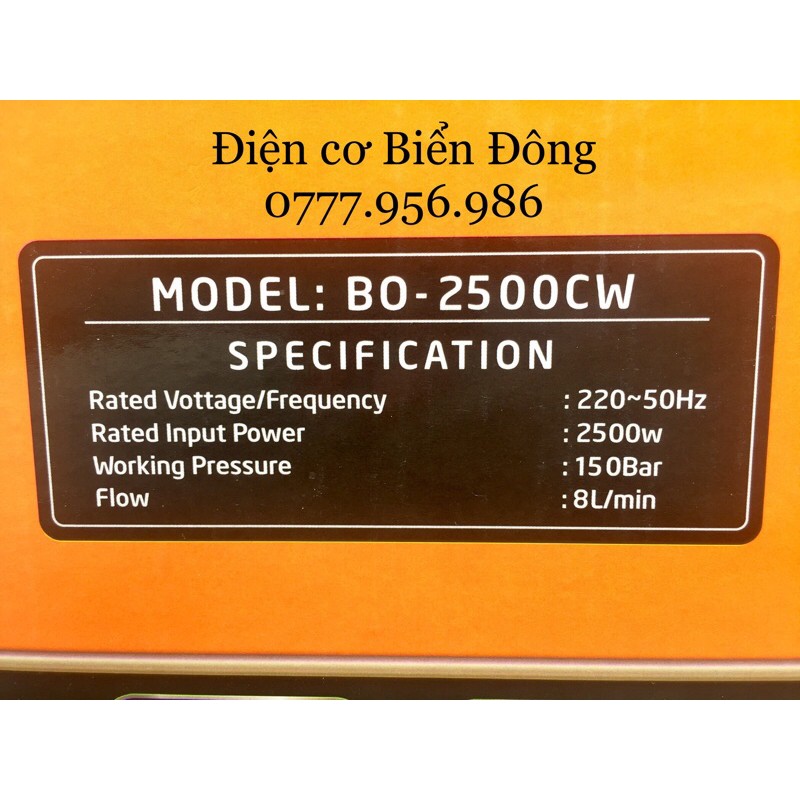 Điện cơ Biển Đông
0777.956.986
MODEL: BO-2500CW
SPECIFICATION
Rated Vottage/Frequency : 220~50Hz
Rated Input Power : 2500w
Working Pressure : 150Bar
Flow : 8L/min